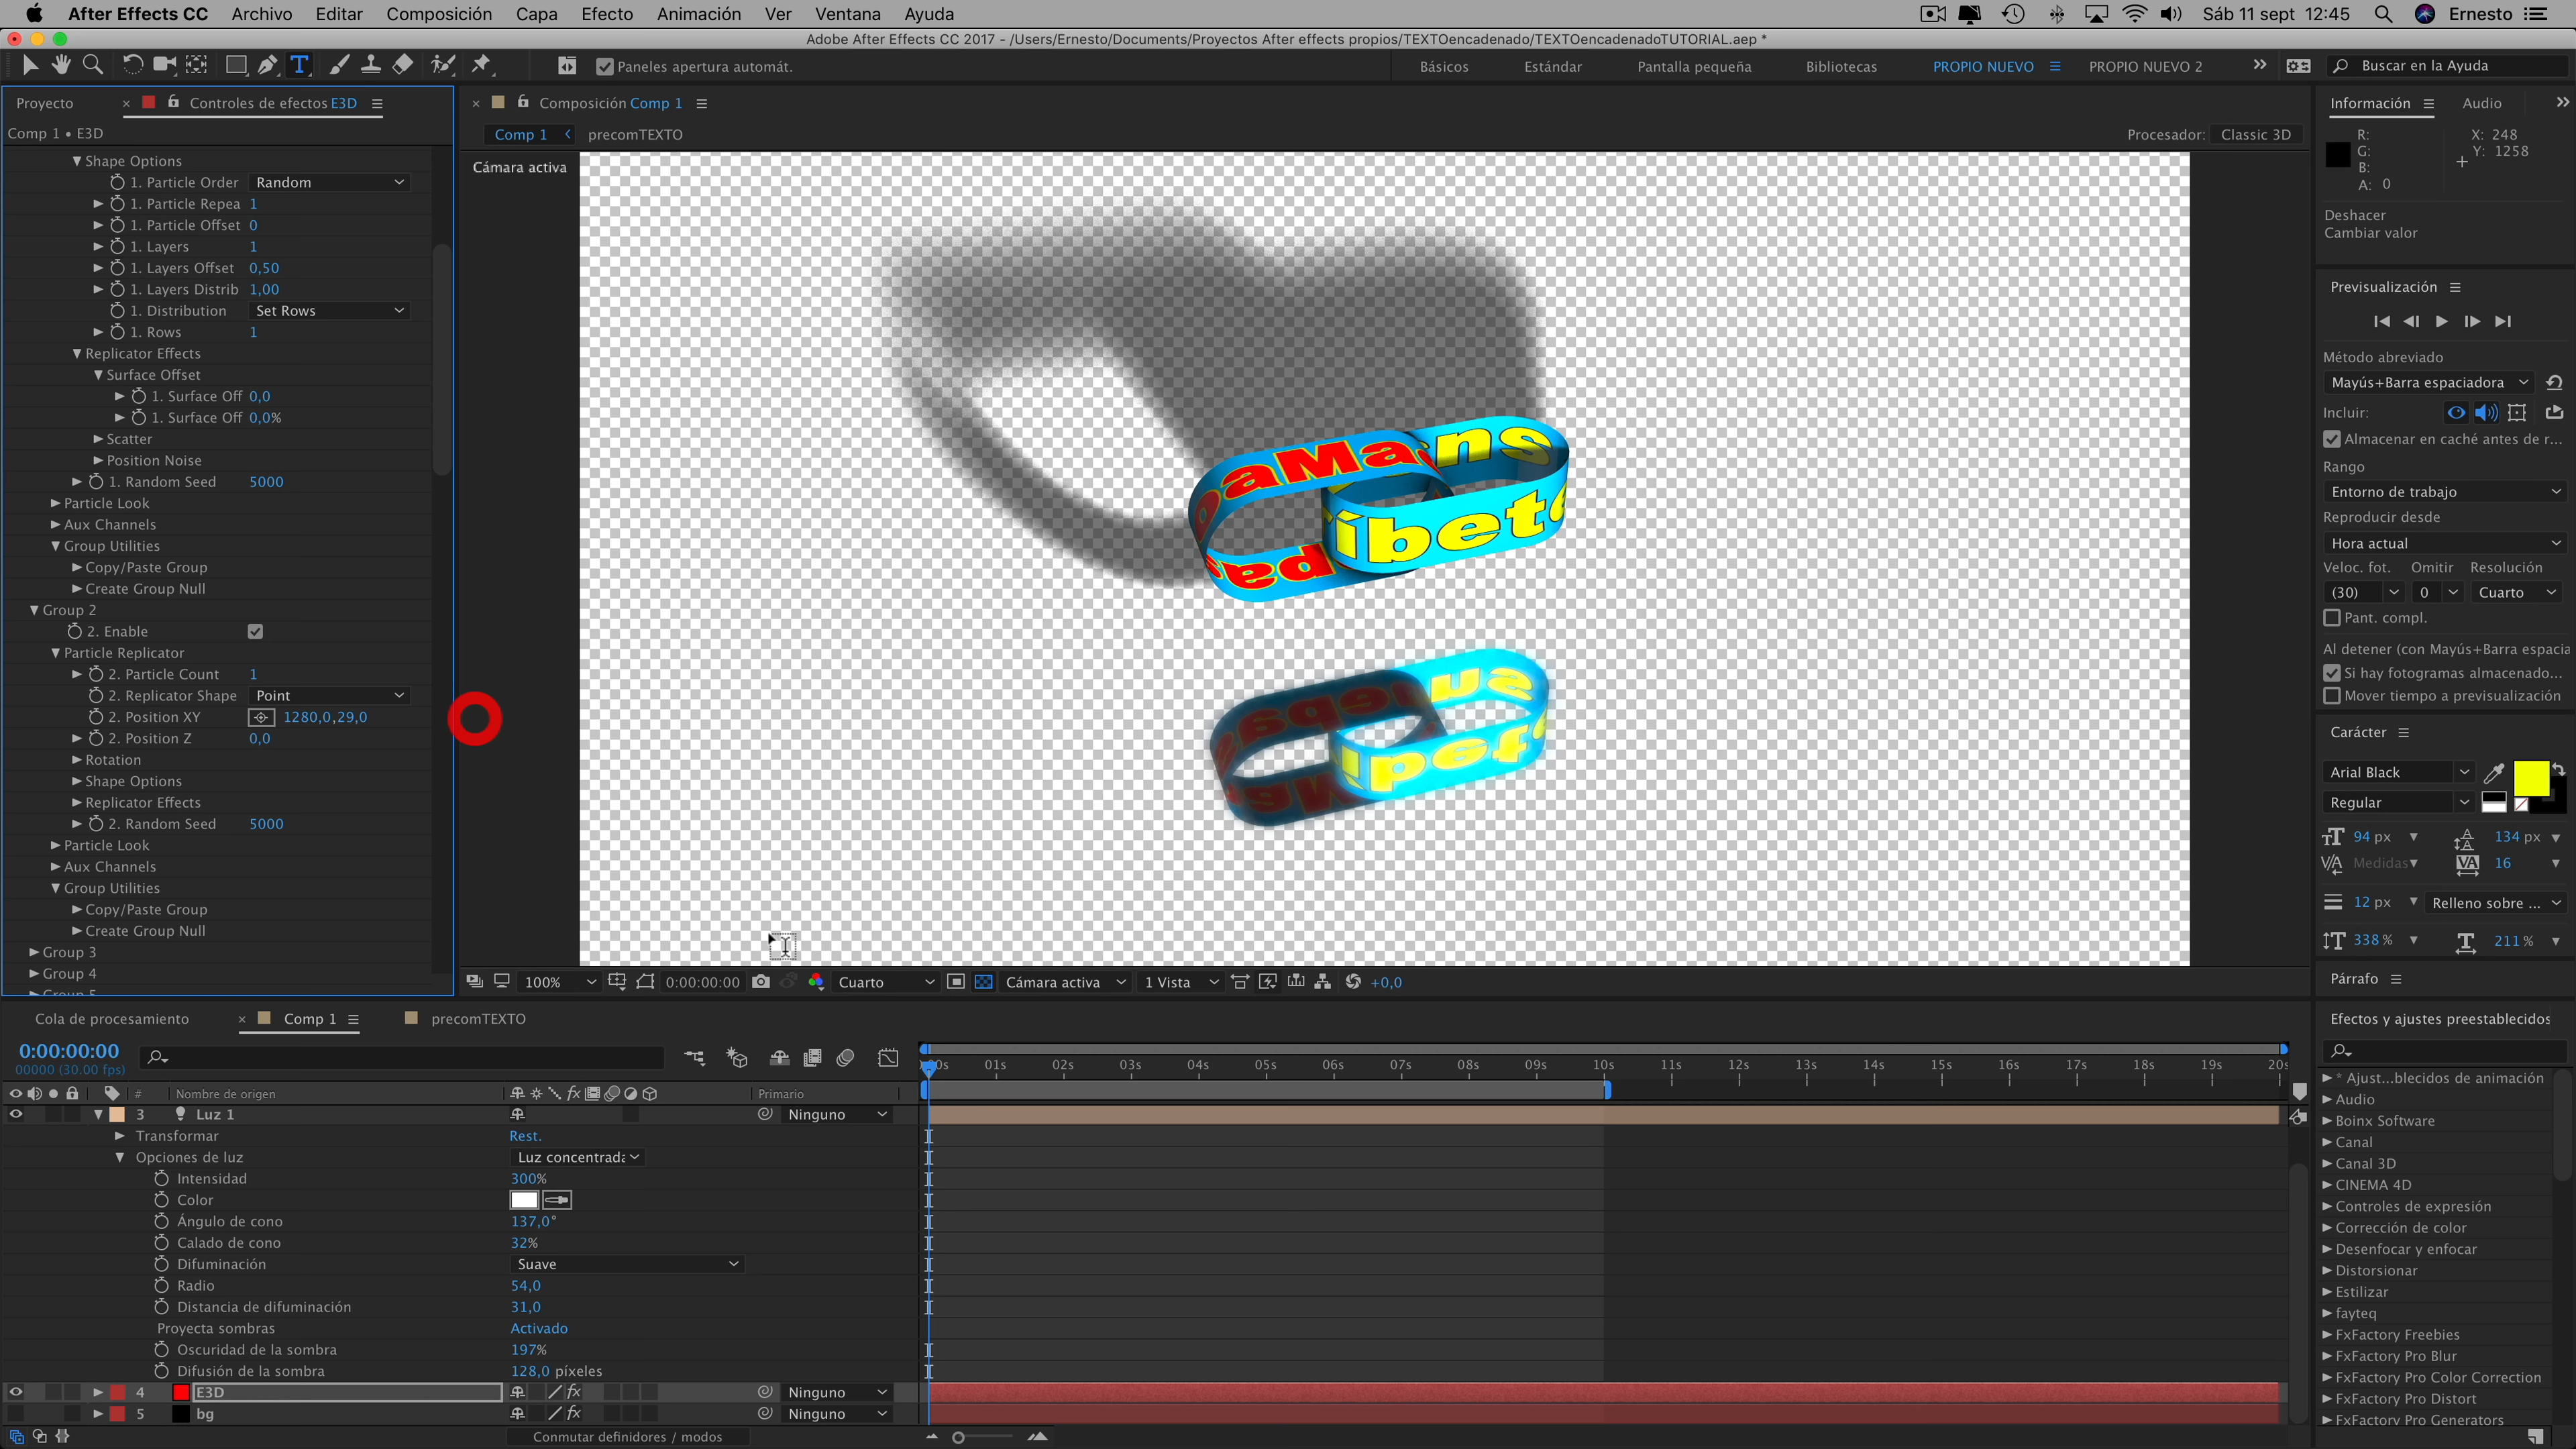 After Effects CC Archivo Editar Composición Capa Efecto Animación Ver Ventana Ayuda Sáb 11 sept 12:45 Ernesto
Adobe After Effects CC 2017 - /Users/Ernesto/Documents/Proyectos After effects propios/TEXTOencadenado/TEXTOencadenadoTUTORIAL.aep *
T Paneles apertura automát. Básicos Estándar Pantalla pequeña Bibliotecas PROPIO NUEVO PROPIO NUEVO 2 Buscar en la Ayuda
Proyecto × Controles de efectos E3D
Comp 1 • E3D
Shape Options
1. Particle Order Random
1. Particle Repea 1
1. Particle Offset 0
1. Layers 1
1. Layers Offset 0,50
1. Layers Distrib 1,00
1. Distribution Set Rows
1. Rows 1
Replicator Effects
Surface Offset
1. Surface Off 0,0
1. Surface Off 0,0%
Scatter
Position Noise
1. Random Seed 5000
Particle Look
Aux Channels
Group Utilities
Copy/Paste Group
Create Group Null
Group 2
2. Enable
Particle Replicator
2. Particle Count 1
2. Replicator Shape Point
2. Position XY 1280,0,29,0
2. Position Z 0,0
Rotation
Shape Options
Replicator Effects
2. Random Seed 5000
Particle Look
Aux Channels
Group Utilities
Copy/Paste Group
Create Group Null
Group 3
Group 4
Group 5
× Composición Comp 1
Comp 1 precomTEXTO Procesador: Classic 3D
Cámara activa
aMa
ns
íbete
100% 0:00:00:00 Cuarto Cámara activa 1 Vista +0,0
Información Audio
R: X: 248
G: Y: 1258
B:
A: 0
Deshacer
Cambiar valor
Previsualización
Método abreviado
Mayús+Barra espaciadora
Incluir:
Almacenar en caché antes de r...
Rango
Entorno de trabajo
Reproducir desde
Hora actual
Veloc. fot. Omitir Resolución
(30) 0 Cuarto
Pant. compl.
Al detener (con Mayús+Barra espacia
Si hay fotogramas almacenado...
Mover tiempo a previsualización
Carácter
Arial Black
Regular
94 px 134 px
Medidas 16
12 px Relleno sobre ...
338 % 211 %
Párrafo
Efectos y ajustes preestablecidos
* Ajust...blecidos de animación
Audio
Boinx Software
Canal
Canal 3D
CINEMA 4D
Controles de expresión
Corrección de color
Desenfocar y enfocar
Distorsionar
Estilizar
fayteq
FxFactory Freebies
FxFactory Pro Blur
FxFactory Pro Color Correction
FxFactory Pro Distort
FxFactory Pro Generators
Cola de procesamiento × Comp 1 precomTEXTO
0:00:00:00
00000 (30.00 fps)
01s 02s 03s 04s 05s 06s 07s 08s 09s 10s 11s 12s 13s 14s 15s 16s 17s 18s 19s 20s
# Nombre de origen fx Primario
3 Luz 1 Ninguno
Transformar Rest.
Opciones de luz Luz concentrada
Intensidad 300%
Color
Ángulo de cono 137,0°
Calado de cono 32%
Difuminación Suave
Radio 54,0
Distancia de difuminación 31,0
Proyecta sombras Activado
Oscuridad de la sombra 197%
Difusión de la sombra 128,0 píxeles
4 E3D fx Ninguno
5 bg fx Ninguno
Conmutar definidores / modos